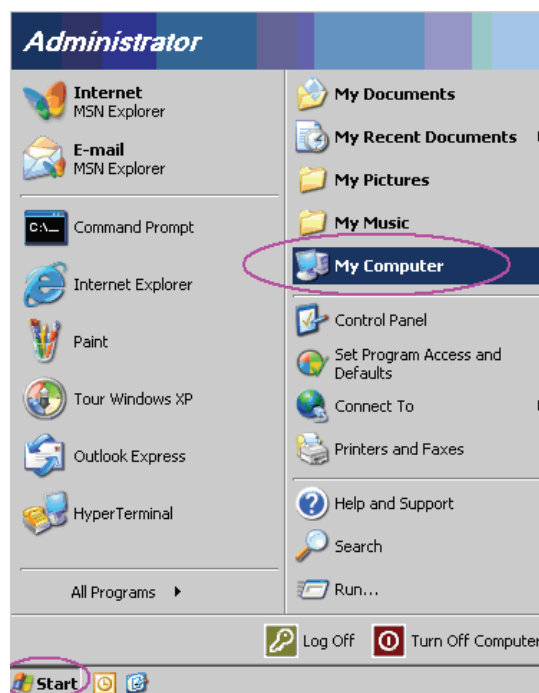 Administrator
Internet
MSN Explorer
E-mail
MSN Explorer
Command Prompt
Internet Explorer
Paint
Tour Windows XP
Outlook Express
HyperTerminal
All Programs
My Documents
My Recent Documents
My Pictures
My Music
My Computer
Control Panel
Set Program Access and
Defaults
Connect To
Printers and Faxes
Help and Support
Search
Run...
Log Off
Turn Off Computer
Start